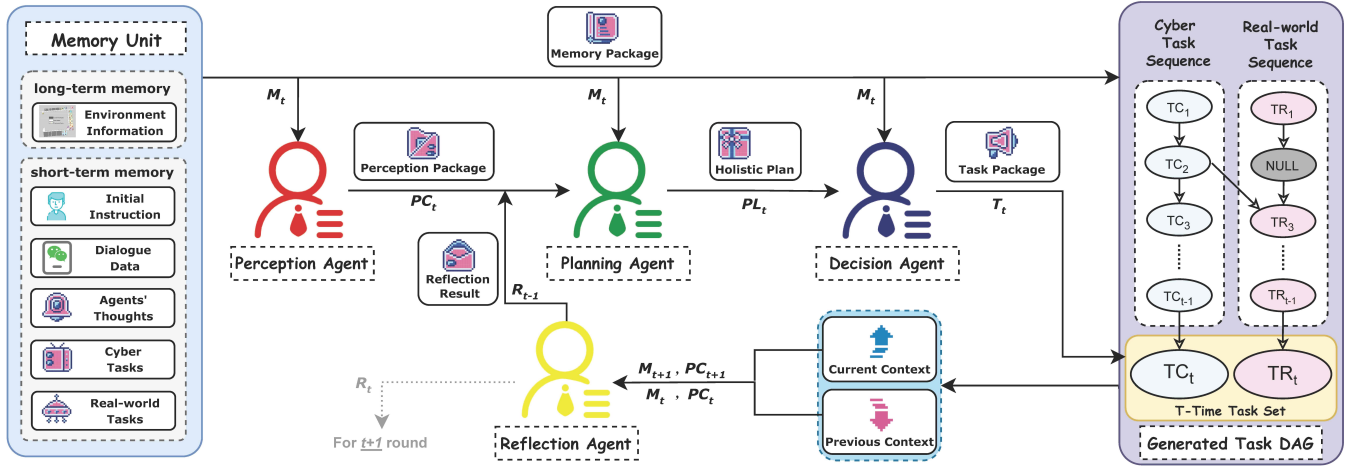 Memory Unit
long-term memory
Environment
Information
short-term memory
Initial
Instruction
Dialogue
Data
Agents'
Thoughts
Cyber
Tasks
Real-world
Tasks
Memory Package
M_t
M_t
M_t
Perception Package
PC_t
Holistic Plan
PL_t
Task Package
T_t
Perception Agent
Planning Agent
Decision Agent
Reflection
Result
R_{t-1}
R_t
For t+1 round
Reflection Agent
M_{t+1} , PC_{t+1}
M_t , PC_t
Current Context
Previous Context
Cyber
Task
Sequence
TC_1
TC_2
TC_3
TC_{t-1}
Real-world
Task
Sequence
TR_1
NULL
TR_3
TR_{t-1}
TC_t
TR_t
T-Time Task Set
Generated Task DAG